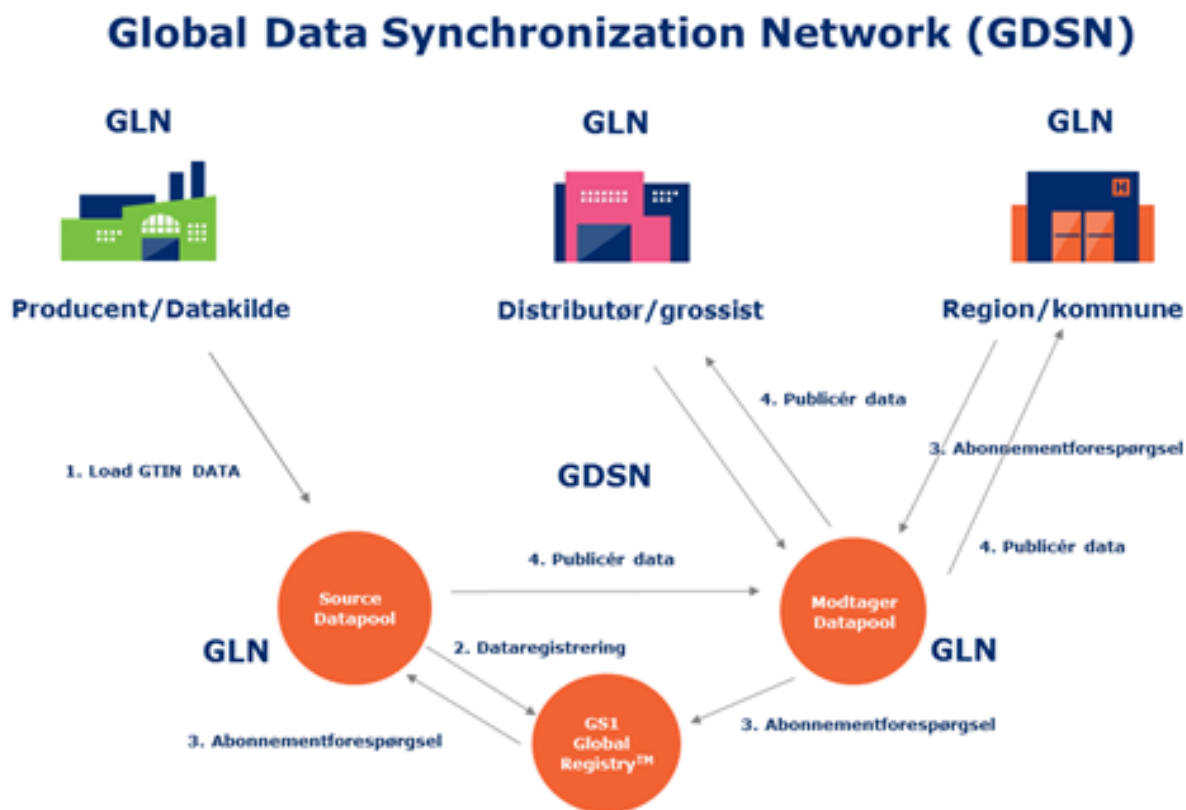 Global Data Synchronization Network (GDSN)
GLN
GLN
GLN
H
Producent/Datakilde
Distributør/grossist
Region/kommune
4. Publicér data
3. Abonnementforespørgsel
1. Load GTIN DATA
GDSN
4. Publicér data
4. Publicér data
Source
Datapool
Modtager
Datapool
GLN
2. Dataregistrering
GLN
3. Abonnementforespørgsel
GS1
Global
Registry™
3. Abonnementforespørgsel